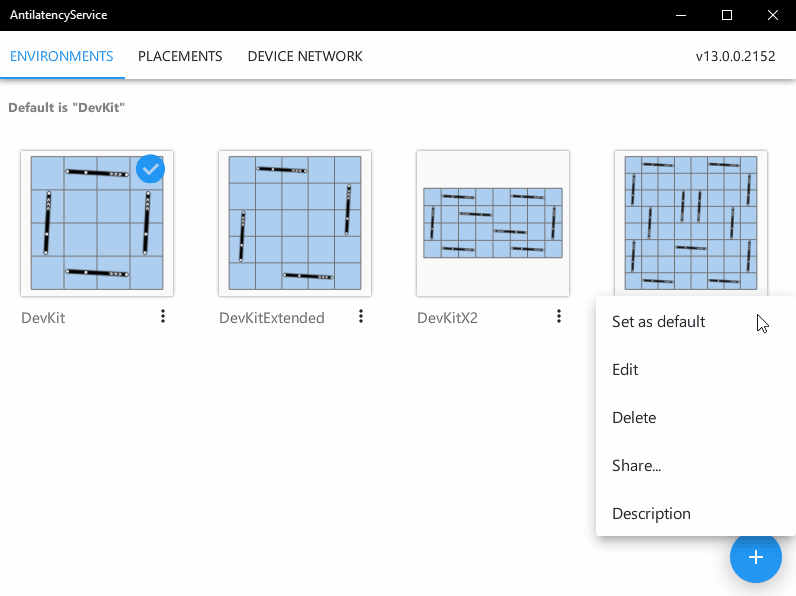 AntilatencyService
ENVIRONMENTS PLACEMENTS DEVICE NETWORK v13.0.0.2152
Default is "DevKit"
DevKit DevKitExtended DevKitX2
Set as default
Edit
Delete
Share...
Description